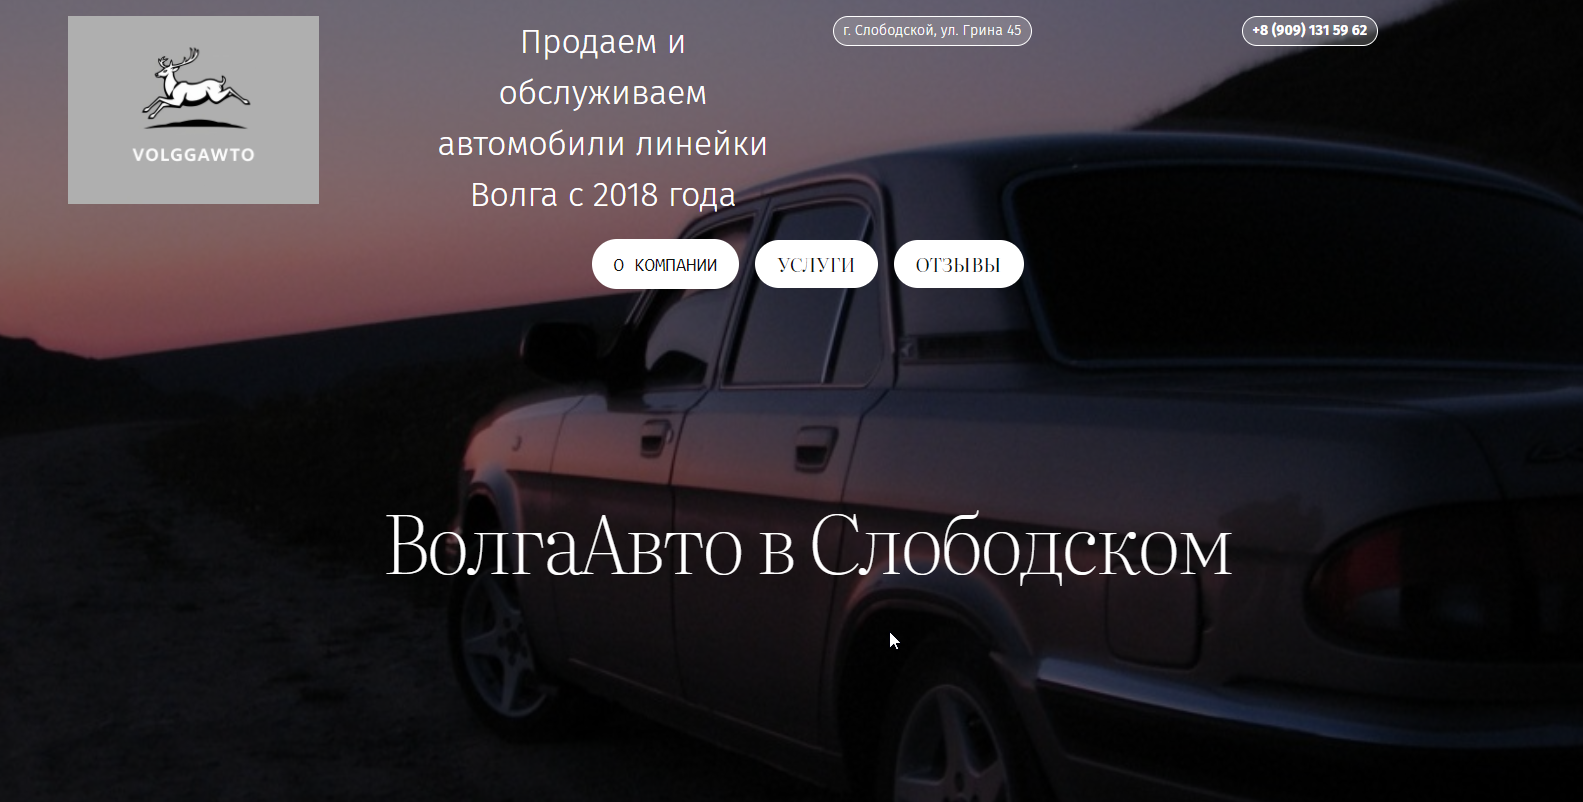 VOLGGAWTO
Продаем и
обслуживаем
автомобили линейки
Волга с 2018 года
г. Слободской, ул. Грина 45
+8 (909) 131 59 62
О КОМПАНИИ
УСЛУГИ
ОТЗЫВЫ
ВолгаАвто в Слободском